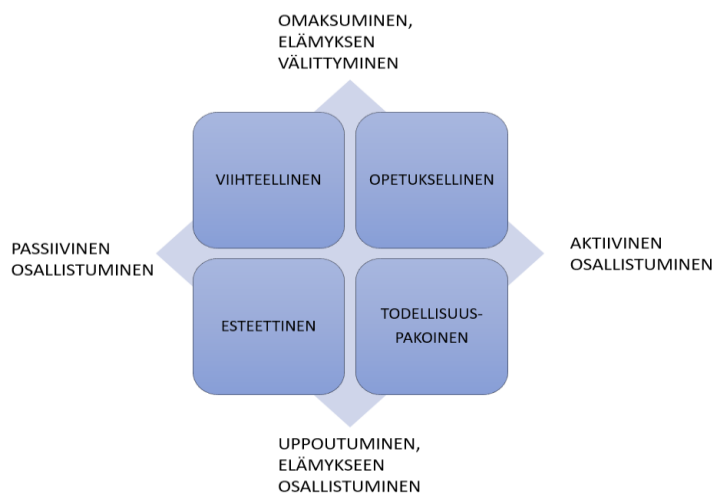 OMAKSUMINEN,
ELÄMYKSEN
VÄLITTYMINEN
VIIHTEELLINEN
OPETUKSELLINEN
PASSIIVINEN
OSALLISTUMINEN
AKTIIVINEN
OSALLISTUMINEN
ESTEETTINEN
TODELLISUUS-
PAKOINEN
UPPOUTUMINEN,
ELÄMYKSEEN
OSALLISTUMINEN